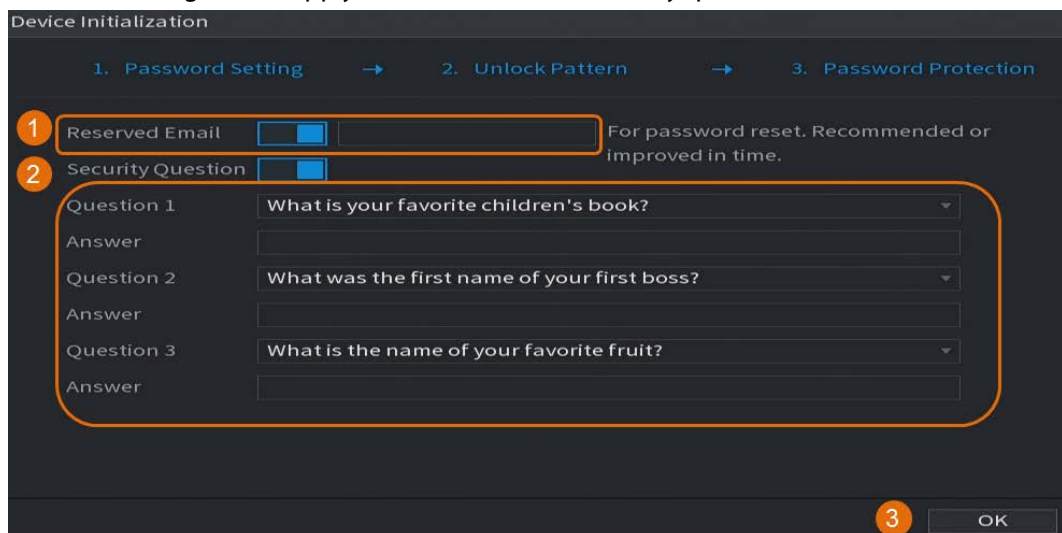 Device Initialization
1. Password Setting → 2. Unlock Pattern → 3. Password Protection
1 Reserved Email For password reset. Recommended or
improved in time.
2 Security Question
Question 1 What is your favorite children's book?
Answer
Question 2 What was the first name of your first boss?
Answer
Question 3 What is the name of your favorite fruit?
Answer
3 OK